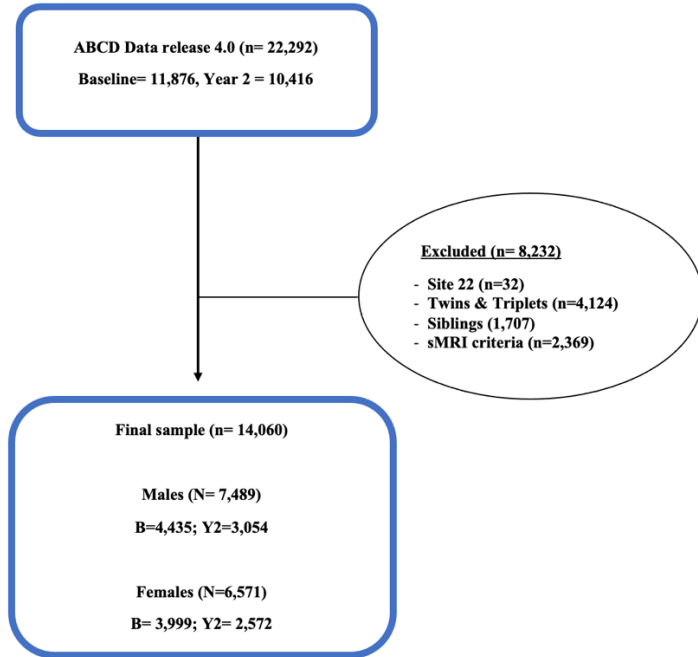 ABCD Data release 4.0 (n= 22,292)
Baseline= 11,876, Year 2 = 10,416
Excluded (n= 8,232)
- Site 22 (n=32)
- Twins & Triplets (n=4,124)
- Siblings (1,707)
- sMRI criteria (n=2,369)
Final sample (n= 14,060)
Males (N= 7,489)
B=4,435; Y2=3,054
Females (N=6,571)
B= 3,999; Y2= 2,572